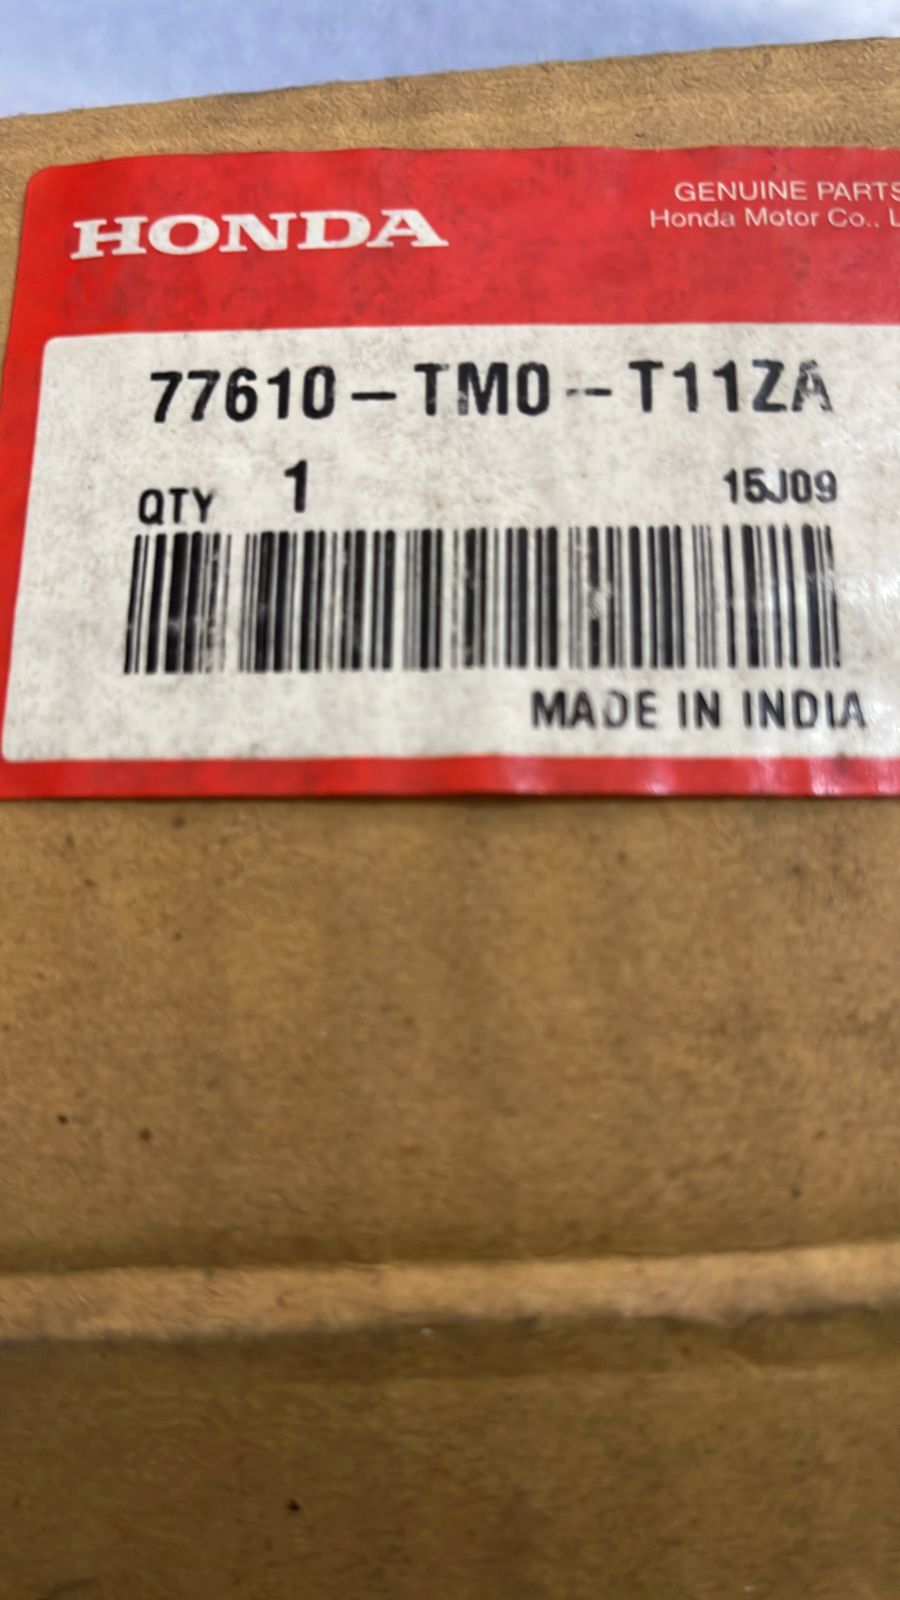 HONDA
GENUINE PARTS
Honda Motor Co.,
77610-TM0--T11ZA
QTY 1
15J09
MADE IN INDIA